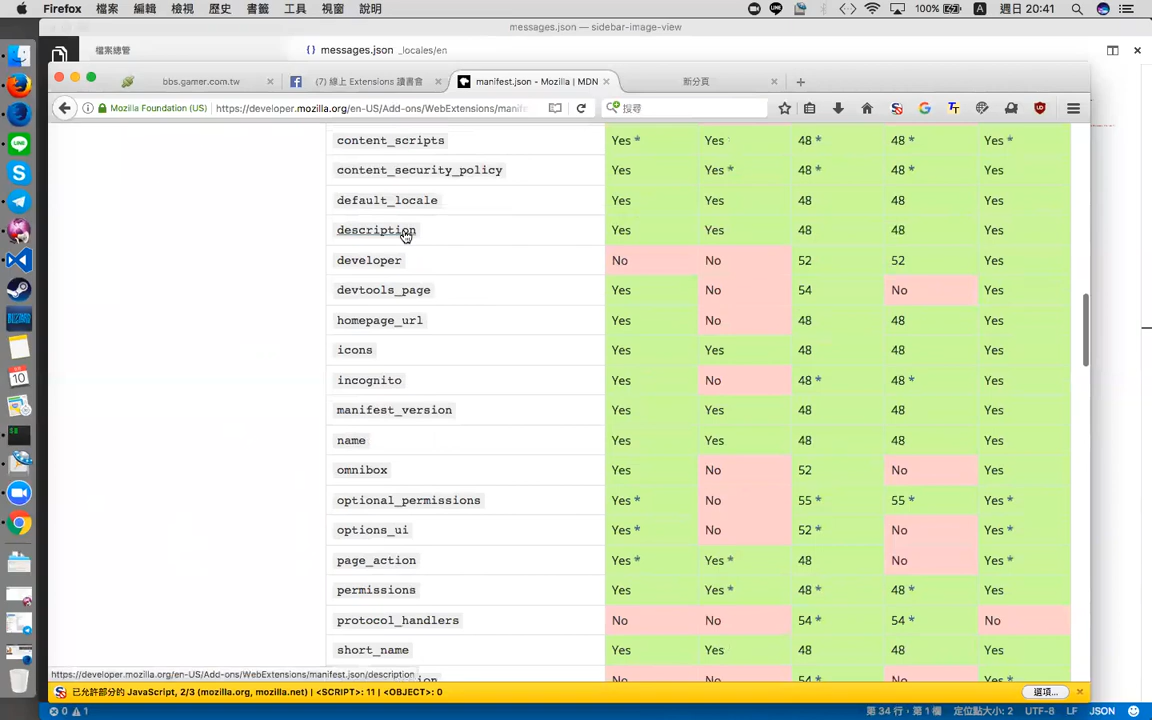 Firefox 檔案 編輯 檢視 歷史 書籤 工具 視窗 說明 100% A 週日 20:41
messages.json — sidebar-image-view
檔案總管 {} messages.json _locales/en
bbs.gamer.com.tw × (7) 線上 Extensions 讀書會 × manifest.json - Mozilla | MDN × 新分頁 × +
Mozilla Foundation (US) https://developer.mozilla.org/en-US/Add-ons/WebExtensions/manife 搜尋
content_scripts Yes * Yes 48 * 48 * Yes *
content_security_policy Yes Yes * 48 * 48 * Yes
default_locale Yes Yes 48 48 Yes
description Yes Yes 48 48 Yes
developer No No 52 52 Yes
devtools_page Yes No 54 No Yes
homepage_url Yes No 48 48 Yes
icons Yes Yes 48 48 Yes
incognito Yes No 48 * 48 * Yes
manifest_version Yes Yes 48 48 Yes
name Yes Yes 48 48 Yes
omnibox Yes No 52 No Yes
optional_permissions Yes * No 55 * 55 * Yes *
options_ui Yes * No 52 * No Yes *
page_action Yes * Yes * 48 No Yes *
permissions Yes Yes * 48 * 48 * Yes
protocol_handlers No No 54 * 54 * No
short_name Yes Yes 48 48 Yes
No No 54 * No
https://developer.mozilla.org/en-US/Add-ons/WebExtensions/manifest.json/description
已允許部分的 JavaScript, 2/3 (mozilla.org, mozilla.net) | <SCRIPT>: 11 | <OBJECT>: 0 選項... ×
0 1 第 34 行，第 1 欄 定位點大小: 2 UTF-8 LF JSON